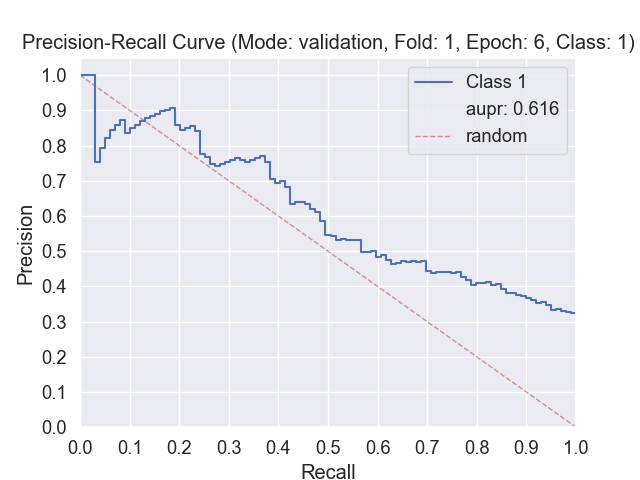 Precision-Recall Curve (Mode: validation, Fold: 1, Epoch: 6, Class: 1)
1.0
0.9
0.8
0.7
0.6
0.5
0.4
0.3
0.2
0.1
0.0
Precision
Class 1
aupr: 0.616
random
0.0 0.1 0.2 0.3 0.4 0.5 0.6 0.7 0.8 0.9 1.0
Recall